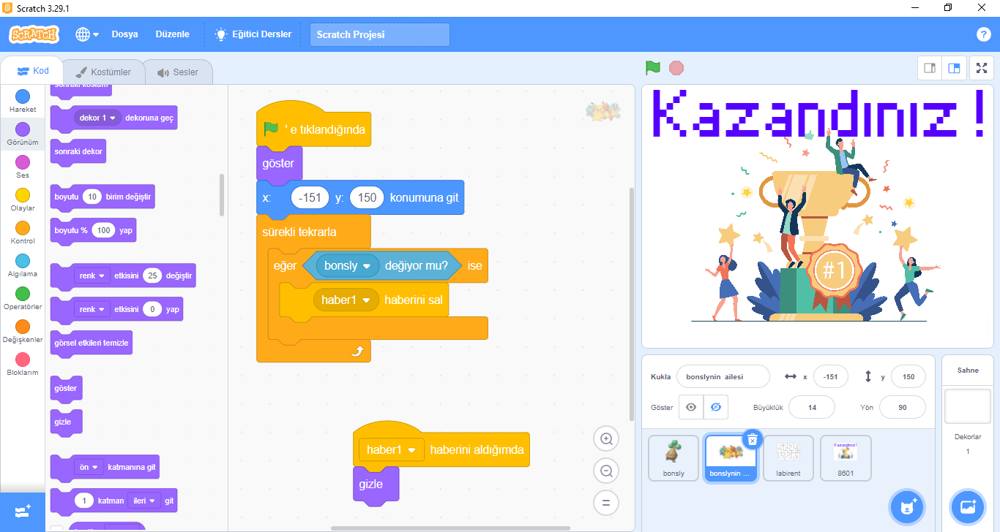 Scratch 3.29.1
SCRATCH
Dosya
Düzenle
Eğitici Dersler
Scratch Projesi
?
Kod
Kostümler
Sesler
Hareket
Görünüm
Ses
Olaylar
Kontrol
Algılama
Operatörler
Değişkenler
Bloklarım
sonraki kostüm
dekor 1 dekoruna geç
sonraki dekor
boyutu 10 birim değiştir
boyutu % 100 yap
renk etkisini 25 değiştir
renk etkisini 0 yap
görsel etkileri temizle
göster
gizle
ön katmanına git
1 katman ileri git
' e tıklandığında
göster
x: -151 y: 150 konumuna git
sürekli tekrarla
eğer bonsly değiyor mu? ise
haber1 haberini sal
haber1 haberini aldığımda
gizle
Kazandınız !
#1
Kukla bonslynin ailesi x -151 y 150
Göster Büyüklük 14 Yön 90
bonsly
bonslynin ...
labirent
Kazandınız !
8601
Sahne
Dekorlar
1